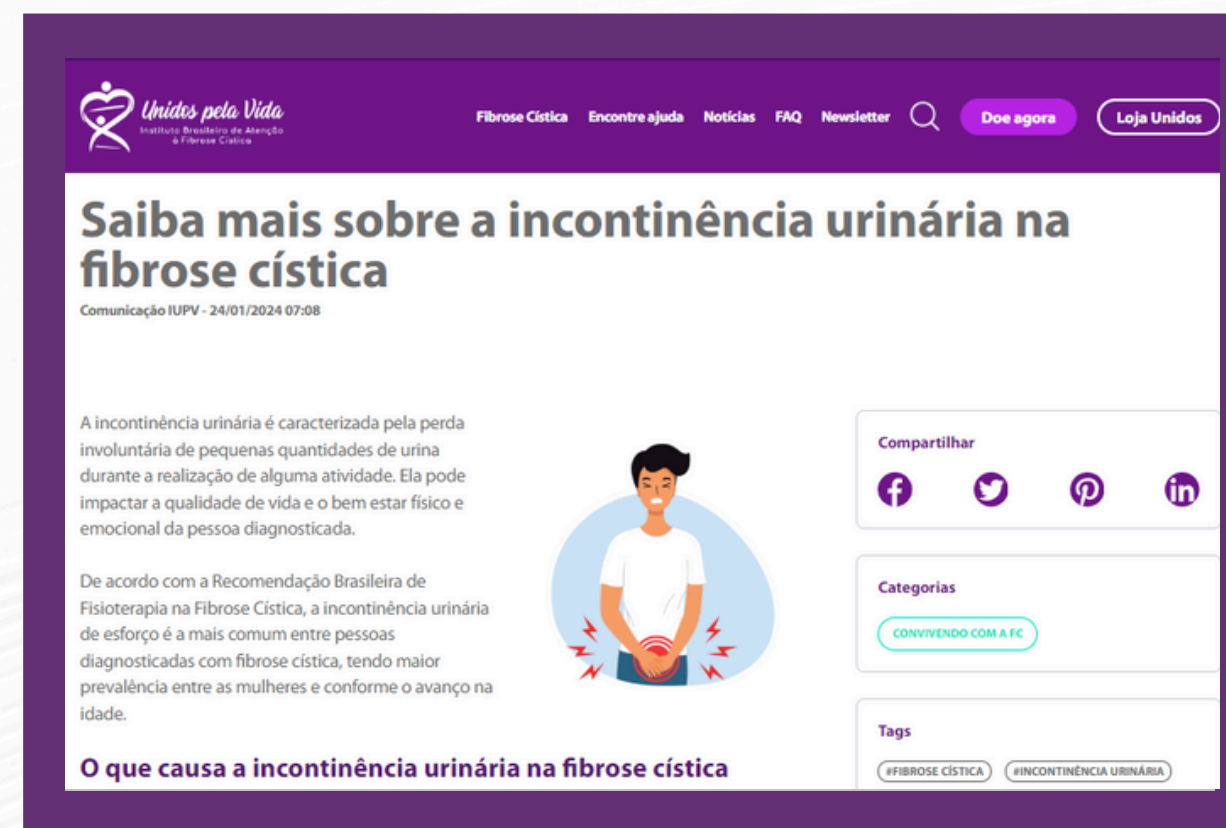 Unidos pela Vida
Instituto Brasileiro de Atenção
à Fibrose Cística
Fibrose Cística
Encontre ajuda
Notícias
FAQ
Newsletter
Doe agora
Loja Unidos
Saiba mais sobre a incontinência urinária na
fibrose cística
Comunicação IUPV - 24/01/2024 07:08
A incontinência urinária é caracterizada pela perda
involuntária de pequenas quantidades de urina
durante a realização de alguma atividade. Ela pode
impactar a qualidade de vida e o bem estar físico e
emocional da pessoa diagnosticada.
De acordo com a Recomendação Brasileira de
Fisioterapia na Fibrose Cística, a incontinência urinária
de esforço é a mais comum entre pessoas
diagnosticadas com fibrose cística, tendo maior
prevalência entre as mulheres e conforme o avanço na
idade.
O que causa a incontinência urinária na fibrose cística
Compartilhar
Categorias
CONVIVENDO COM A FC
Tags
#FIBROSE CÍSTICA
#INCONTINÊNCIA URINÁRIA